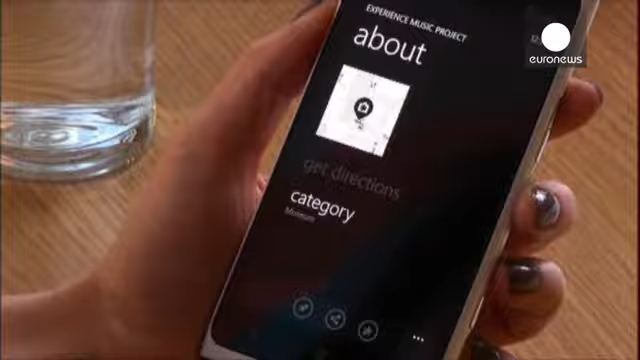 EXPERIENCE MUSIC PROJECT
about
get directions
category
Museum
euronews